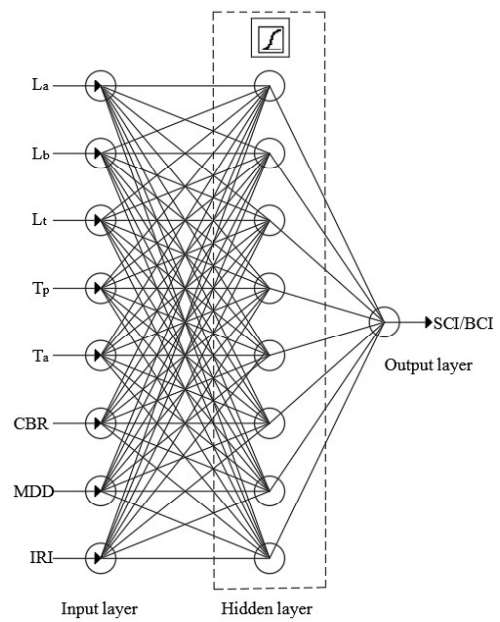 La
Lb
Lt
Tp
Ta
CBR
MDD
IRI
SCI/BCI
Output layer
Input layer
Hidden layer